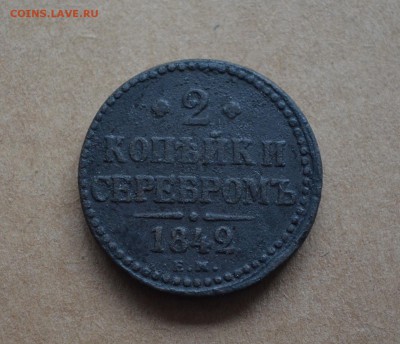 COINS.LAVE.RU
2
КОПѢЙКИ
СЕРЕБРОМЪ
1842
Е.М.